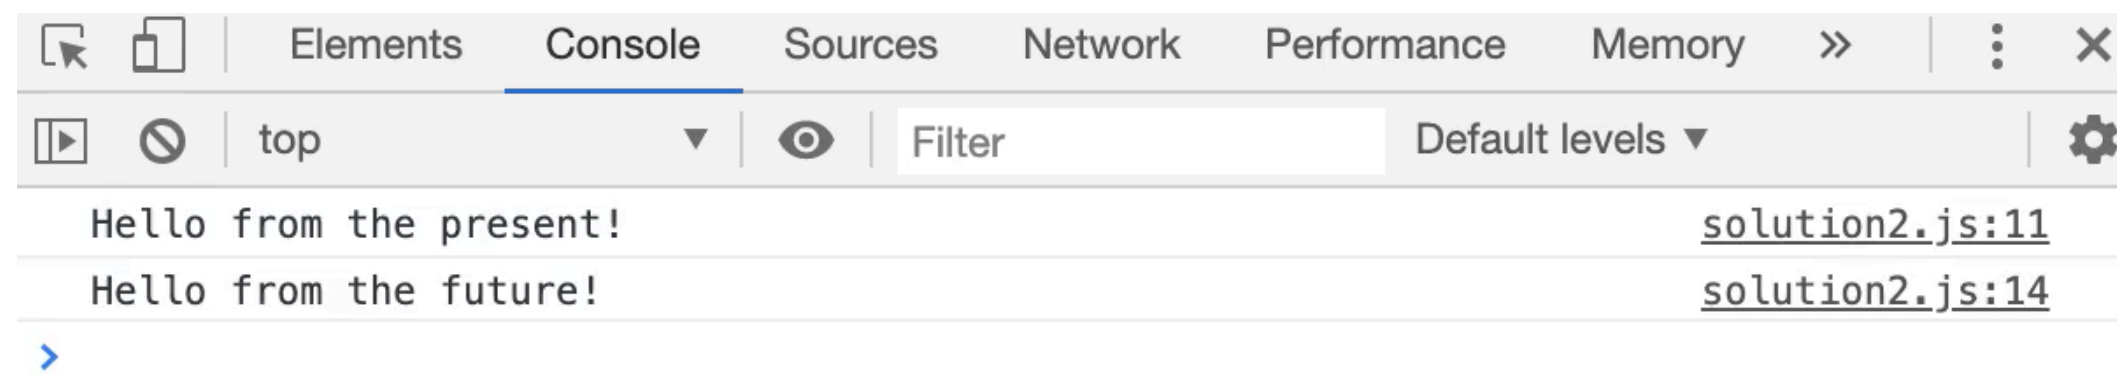 Elements Console Sources Network Performance Memory »
top ▼ Filter Default levels ▼
Hello from the present! solution2.js:11
Hello from the future! solution2.js:14
>